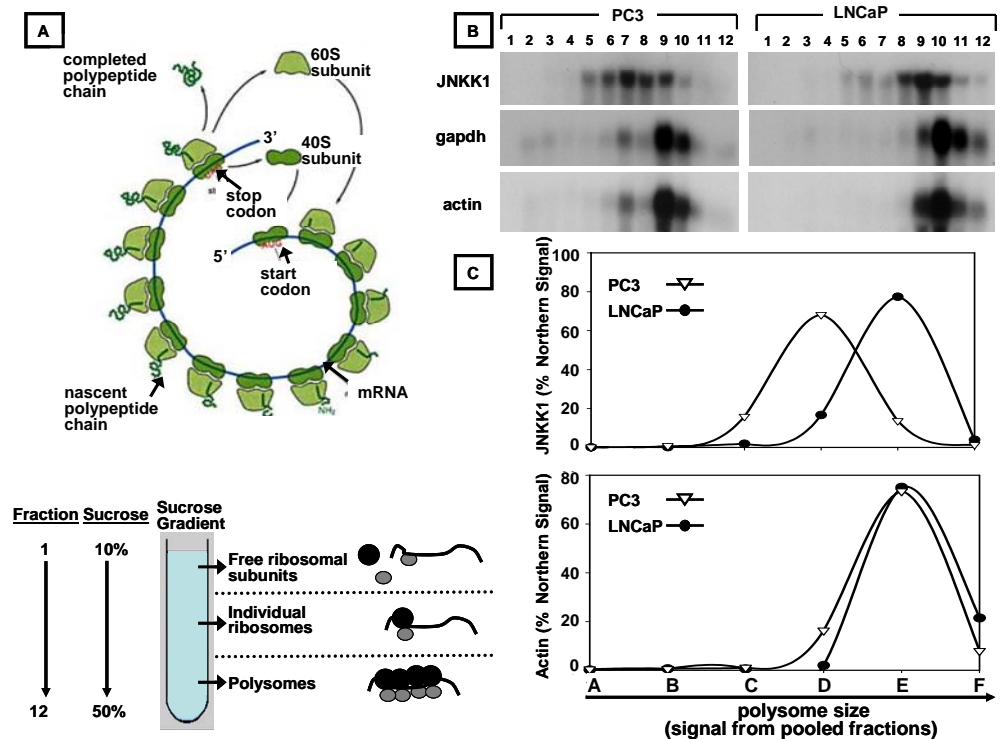 A
completed
polypeptide
chain
60S
subunit
3’
40S
subunit
stop
codon
5’
AUG
start
codon
mRNA
nascent
polypeptide
chain
NH2
Fraction Sucrose
Sucrose
Gradient
1 10%
12 50%
Free ribosomal
subunits
Individual
ribosomes
Polysomes
B
PC3 LNCaP
1 2 3 4 5 6 7 8 9 10 11 12 1 2 3 4 5 6 7 8 9 10 11 12
JNKK1
gapdh
actin
C
JNKK1 (% Northern Signal)
100
80
60
40
20
0
PC3
LNCaP
Actin (% Northern Signal)
80
60
40
20
0
PC3
LNCaP
A B C D E F
polysome size
(signal from pooled fractions)